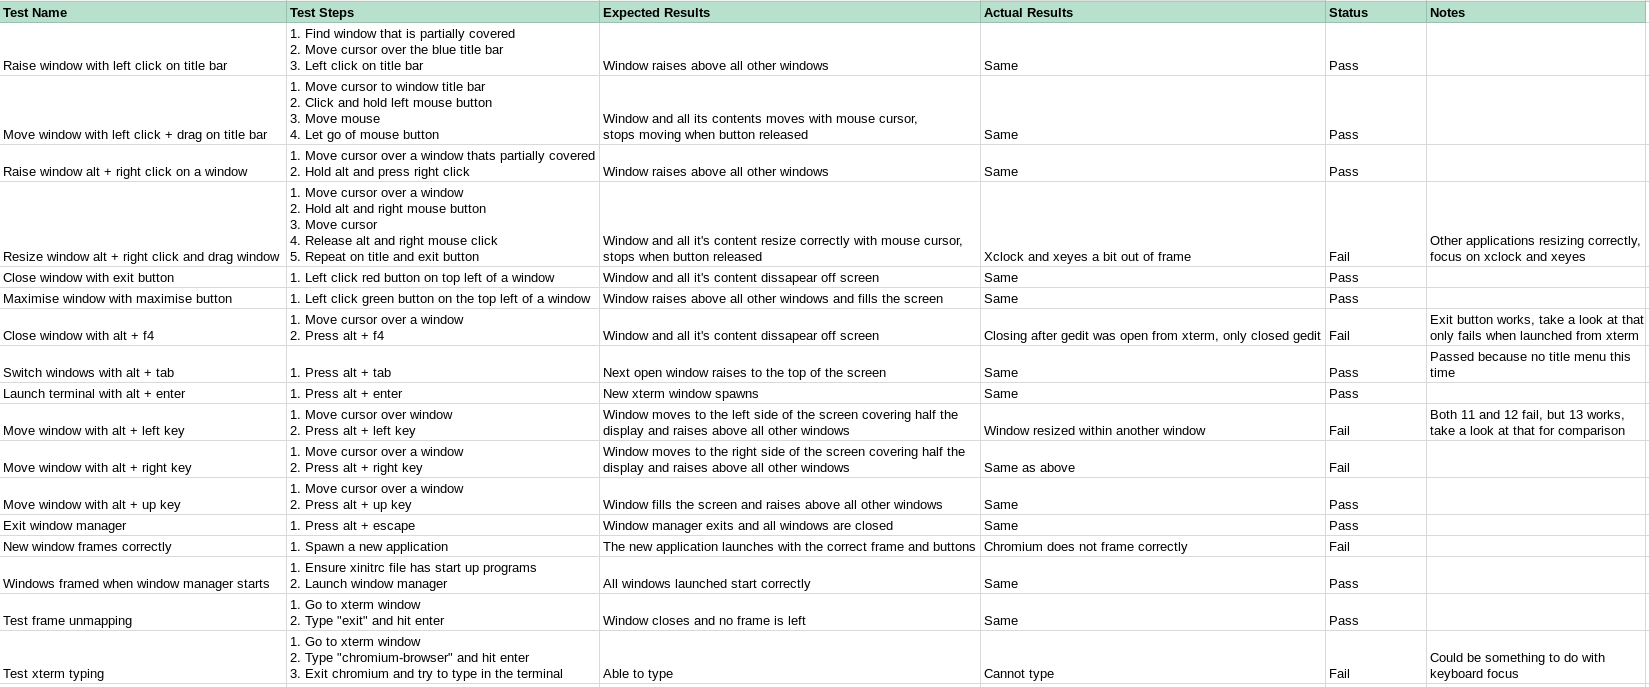 Test Name Test Steps Expected Results Actual Results Status Notes
1. Find window that is partially covered
2. Move cursor over the blue title bar
Raise window with left click on title bar 3. Left click on title bar Window raises above all other windows Same Pass
1. Move cursor to window title bar
2. Click and hold left mouse button
3. Move mouse Window and all its contents moves with mouse cursor,
Move window with left click + drag on title bar 4. Let go of mouse button stops moving when button released Same Pass
1. Move cursor over a window thats partially covered
Raise window alt + right click on a window 2. Hold alt and press right click Window raises above all other windows Same Pass
1. Move cursor over a window
2. Hold alt and right mouse button
3. Move cursor
4. Release alt and right mouse click Window and all it's content resize correctly with mouse cursor, Other applications resizing correctly,
Resize window alt + right click and drag window 5. Repeat on title and exit button stops when button released Xclock and xeyes a bit out of frame Fail focus on xclock and xeyes
Close window with exit button 1. Left click red button on top left of a window Window and all it's content dissapear off screen Same Pass
Maximise window with maximise button 1. Left click green button on the top left of a window Window raises above all other windows and fills the screen Same Pass
1. Move cursor over a window Exit button works, take a look at that
Close window with alt + f4 2. Press alt + f4 Window and all it's content dissapear off screen Closing after gedit was open from xterm, only closed gedit Fail only fails when launched from xterm
Passed because no title menu this
Switch windows with alt + tab 1. Press alt + tab Next open window raises to the top of the screen Same Pass time
Launch terminal with alt + enter 1. Press alt + enter New xterm window spawns Same Pass
1. Move cursor over window Window moves to the left side of the screen covering half the Both 11 and 12 fail, but 13 works,
Move window with alt + left key 2. Press alt + left key display and raises above all other windows Window resized within another window Fail take a look at that for comparison
1. Move cursor over a window Window moves to the right side of the screen covering half the
Move window with alt + right key 2. Press alt + right key display and raises above all other windows Same as above Fail
1. Move cursor over a window
Move window with alt + up key 2. Press alt + up key Window fills the screen and raises above all other windows Same Pass
Exit window manager 1. Press alt + escape Window manager exits and all windows are closed Same Pass
New window frames correctly 1. Spawn a new application The new application launches with the correct frame and buttons Chromium does not frame correctly Fail
1. Ensure xinitrc file has start up programs
Windows framed when window manager starts 2. Launch window manager All windows launched start correctly Same Pass
1. Go to xterm window
Test frame unmapping 2. Type "exit" and hit enter Window closes and no frame is left Same Pass
1. Go to xterm window
2. Type "chromium-browser" and hit enter Could be something to do with
Test xterm typing 3. Exit chromium and try to type in the terminal Able to type Cannot type Fail keyboard focus